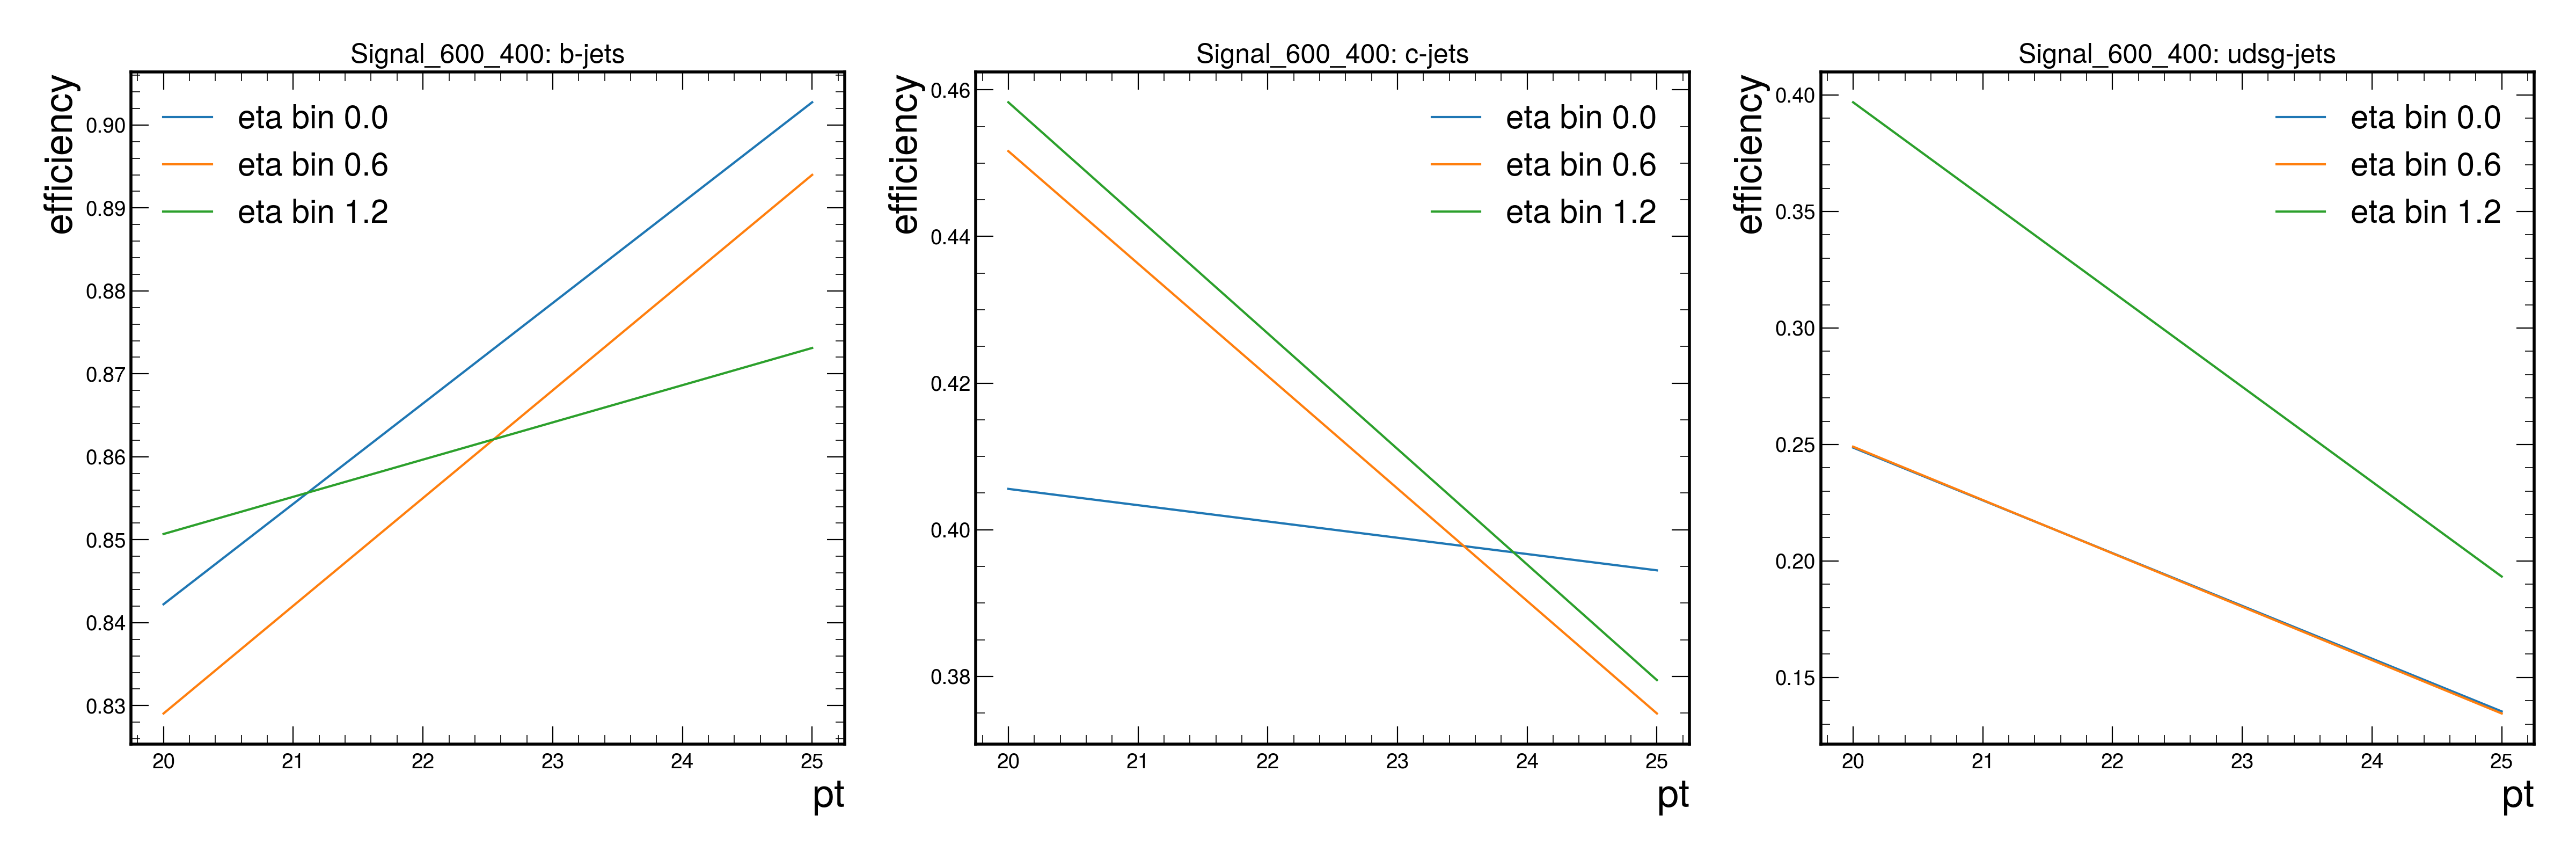 Signal_600_400: b-jets
efficiency
eta bin 0.0
eta bin 0.6
eta bin 1.2
0.90
0.89
0.88
0.87
0.86
0.85
0.84
0.83
20 21 22 23 24 25
pt
Signal_600_400: c-jets
efficiency
eta bin 0.0
eta bin 0.6
eta bin 1.2
0.46
0.44
0.42
0.40
0.38
20 21 22 23 24 25
pt
Signal_600_400: udsg-jets
efficiency
eta bin 0.0
eta bin 0.6
eta bin 1.2
0.40
0.35
0.30
0.25
0.20
0.15
20 21 22 23 24 25
pt